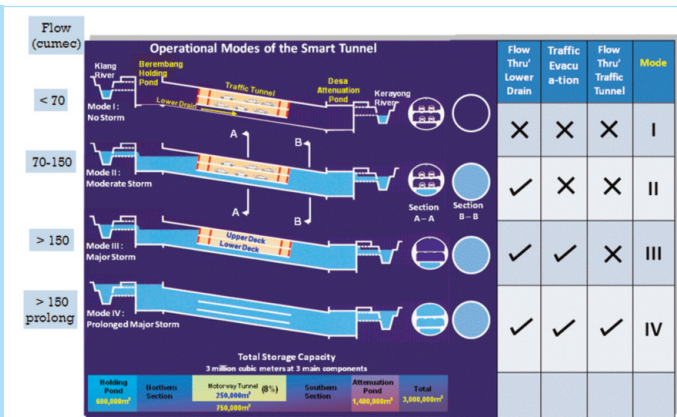 Flow
(cumec)
< 70
70-150
> 150
> 150
prolong
Operational Modes of the Smart Tunnel
Klang
River
Berembang
Holding
Pond
Traffic Tunnel
Lower Drain
Desa
Attenuation
Pond
Kerayong
River
Mode I :
No Storm
A
B
Mode II :
Moderate Storm
A
B
Section
A – A
Section
B – B
Mode III :
Major Storm
Upper Deck
Lower Deck
Mode IV :
Prolonged Major Storm
Total Storage Capacity
3 million cubic meters at 3 main components
Holding
Pond
600,000m³
Northern
Section
Motorway Tunnel
250,000m³
(8%)
750,000m³
Southern
Section
Attenuation
Pond
1,400,000m³
Total
3,000,000m³
Flow
Thru'
Lower
Drain
Traffic
Evacu
a-tion
Flow
Thru'
Traffic
Tunnel
Mode
X X X I
✓ X X II
✓ ✓ X III
✓ ✓ ✓ IV